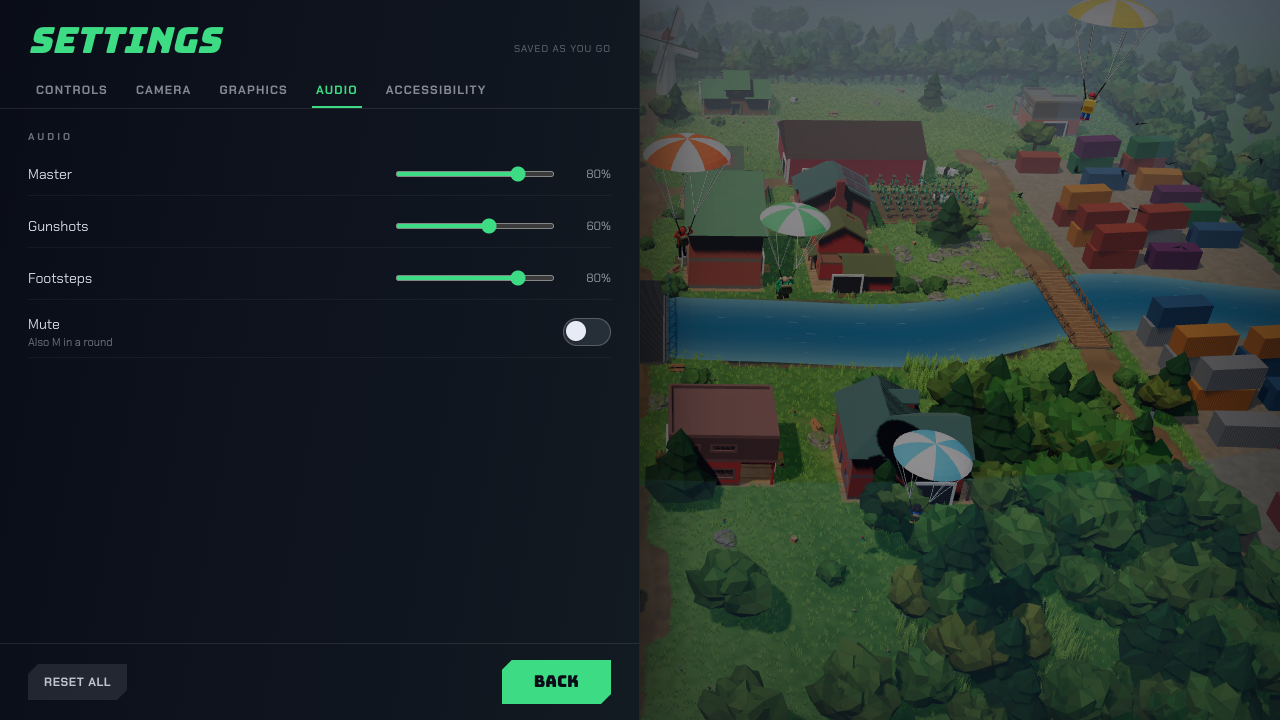 SETTINGS
SAVED AS YOU GO
CONTROLS CAMERA GRAPHICS AUDIO ACCESSIBILITY
AUDIO
Master 80%
Gunshots 60%
Footsteps 80%
Mute
Also M in a round
RESET ALL BACK